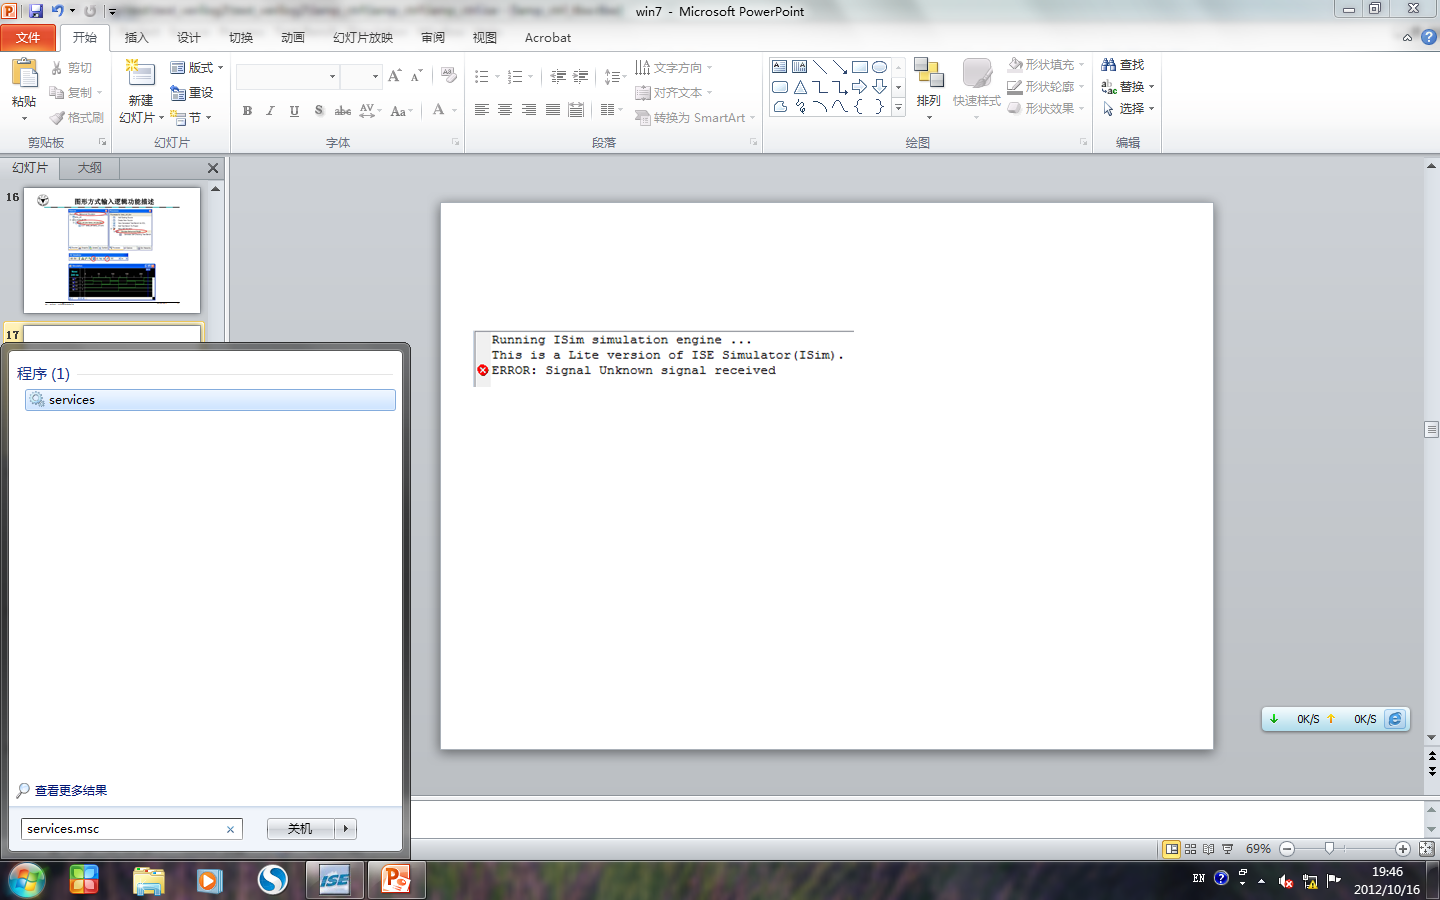 win7 - Microsoft PowerPoint
文件 开始 插入 设计 切换 动画 幻灯片放映 审阅 视图 Acrobat
粘贴 剪切 复制 格式刷 剪贴板
新建 幻灯片 版式 重设 节 幻灯片
B I U S abc AV Aa A 字体
文字方向 对齐文本 转换为 SmartArt 段落
排列 快速样式 形状填充 形状轮廓 形状效果 绘图
查找 替换 选择 编辑
幻灯片 大纲
16
图形方式输入逻辑功能描述
17
Running ISim simulation engine ...
This is a Lite version of ISE Simulator(ISim).
ERROR: Signal Unknown signal received
程序 (1)
services
查看更多结果
services.msc
关机
0K/S 0K/S
69%
ISE
EN
19:46
2012/10/16